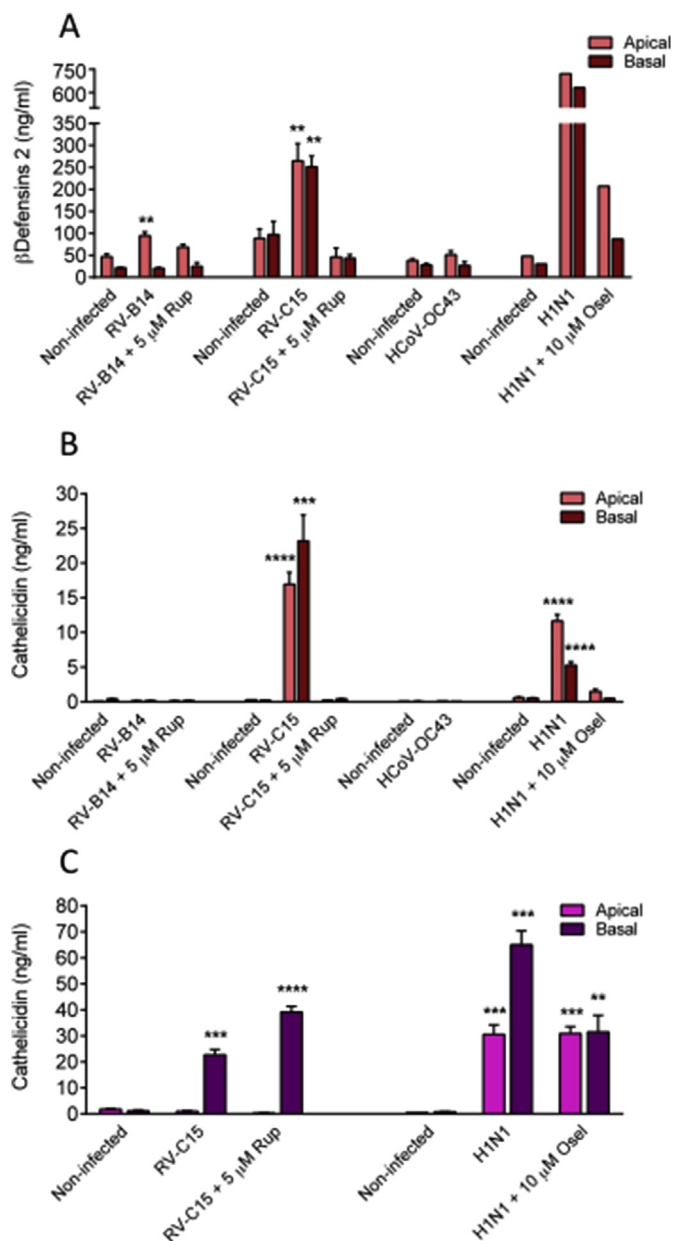 A
Apical
Basal
βDefensins 2 (ng/ml)
750
600
350
300
250
200
150
100
50
0
**
** **
Non-infected
RV-B14
RV-B14 + 5 μM Rup
Non-infected
RV-C15
RV-C15 + 5 μM Rup
Non-infected
HCoV-OC43
Non-infected
H1N1
H1N1 + 10 μM Osel
B
Apical
Basal
Cathelicidin (ng/ml)
30
25
20
15
10
5
0
**** ***
**** ****
Non-infected
RV-B14
RV-B14 + 5 μM Rup
Non-infected
RV-C15
RV-C15 + 5 μM Rup
Non-infected
HCoV-OC43
Non-infected
H1N1
H1N1 + 10 μM Osel
C
Apical
Basal
Cathelicidin (ng/ml)
80
70
60
50
40
30
20
10
0
***
****
*** ***
*** **
Non-infected
RV-C15
RV-C15 + 5 μM Rup
Non-infected
H1N1
H1N1 + 10 μM Osel